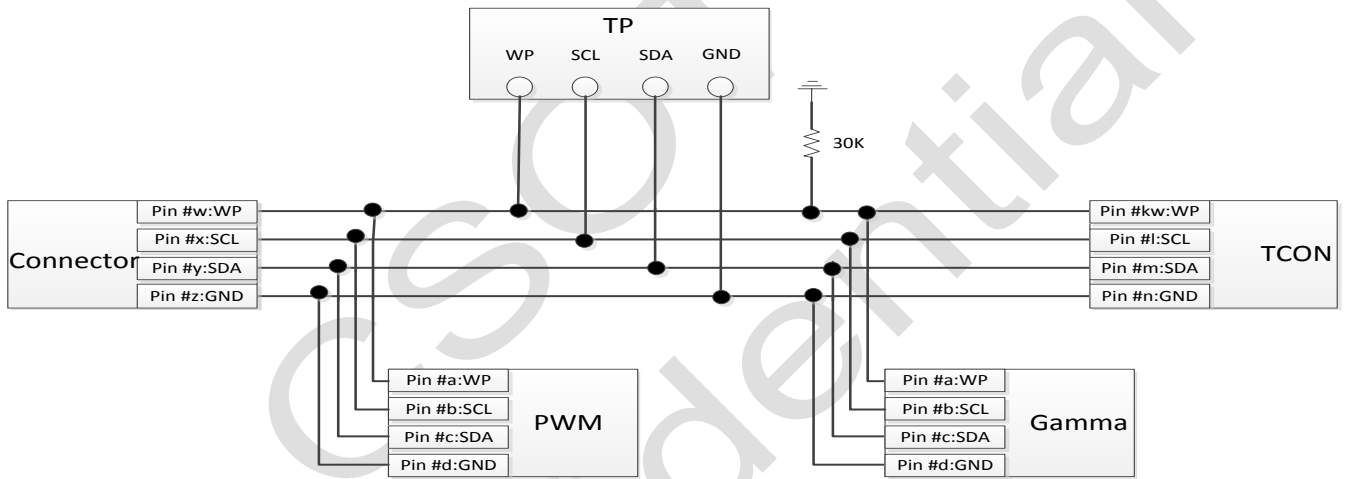 TP
WP SCL SDA GND
30K
Connector
Pin #w:WP
Pin #x:SCL
Pin #y:SDA
Pin #z:GND
Pin #kw:WP
Pin #l:SCL
Pin #m:SDA
Pin #n:GND
TCON
Pin #a:WP
Pin #b:SCL
Pin #c:SDA
Pin #d:GND
PWM
Pin #a:WP
Pin #b:SCL
Pin #c:SDA
Pin #d:GND
Gamma